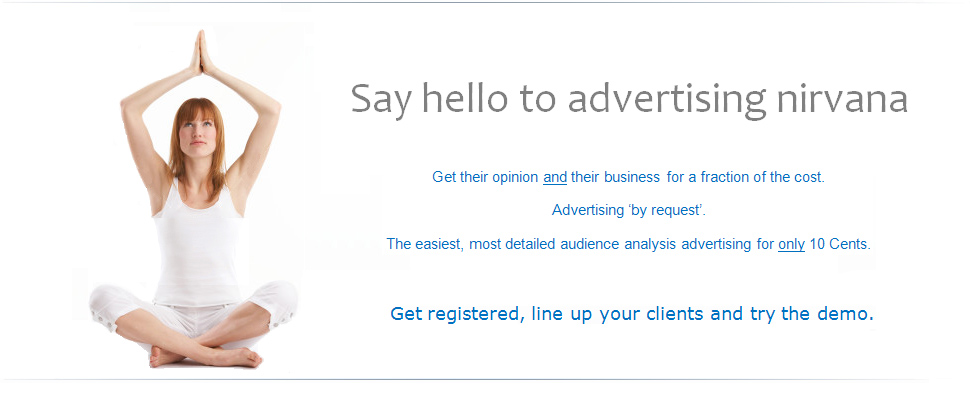 Say hello to advertising nirvana
Get their opinion and their business for a fraction of the cost.
Advertising ‘by request’.
The easiest, most detailed audience analysis advertising for only 10 Cents.
Get registered, line up your clients and try the demo.